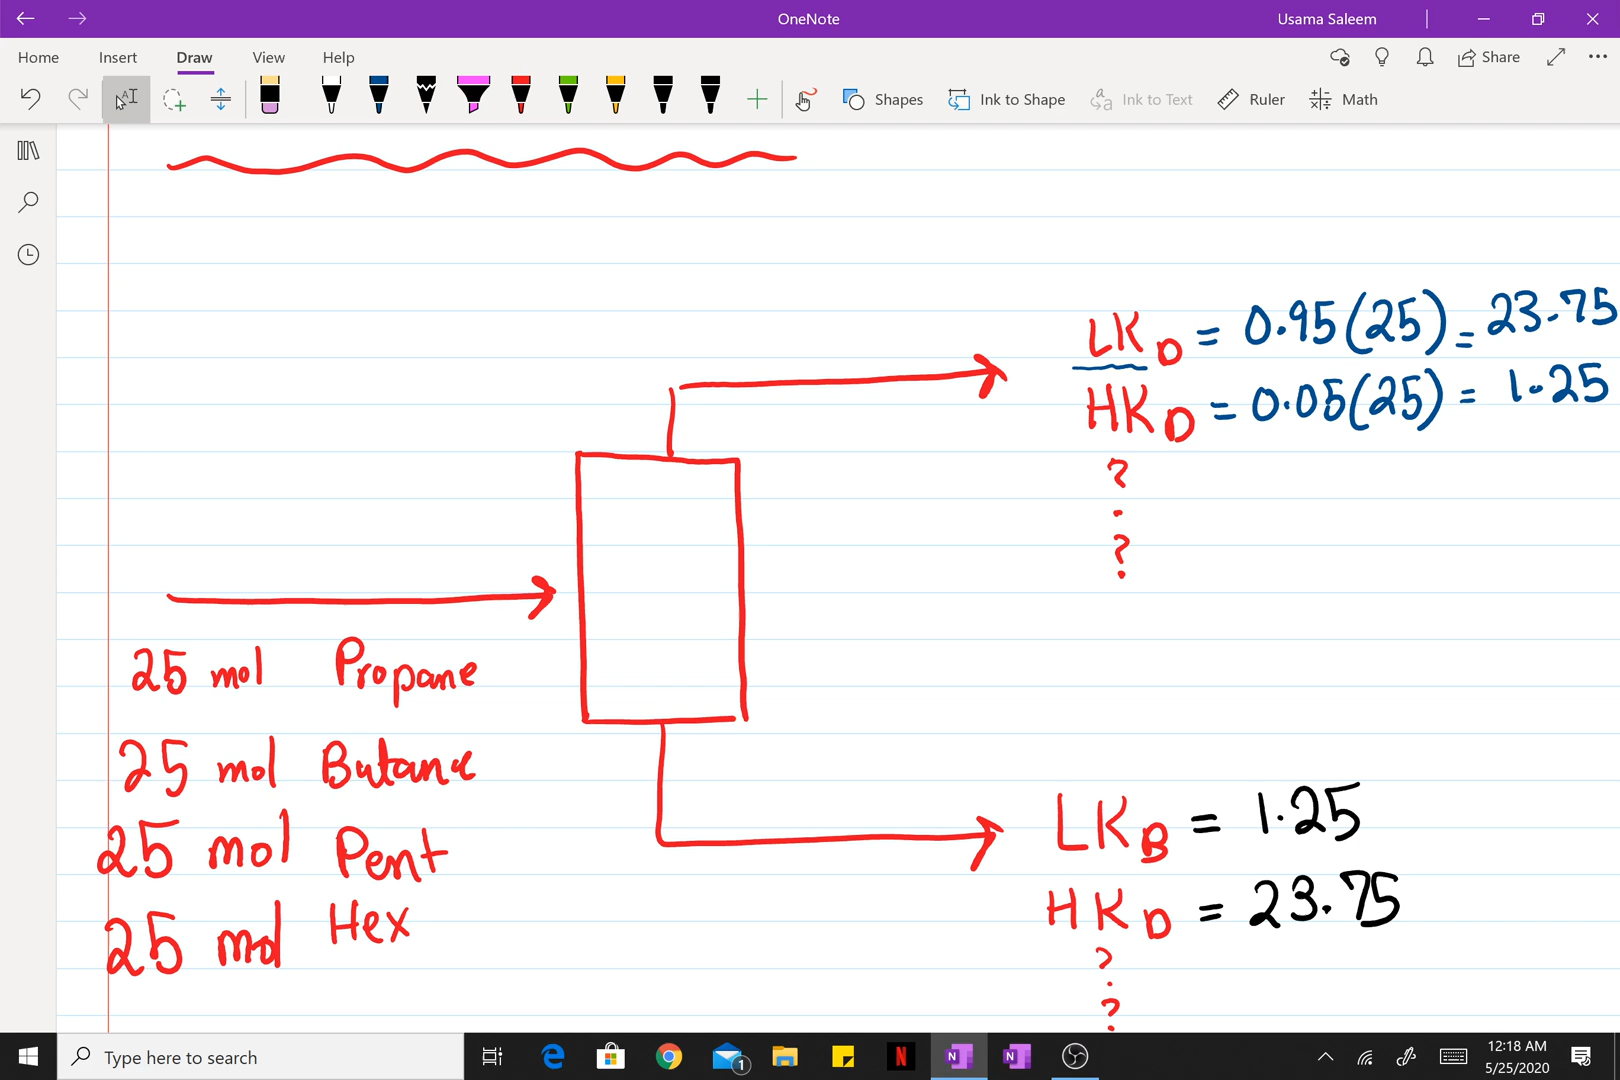 OneNote
Usama Saleem
Home Insert Draw View Help
Share
Shapes Ink to Shape Ink to Text Ruler Math
LK D = 0.95(25) = 23.75
HK D = 0.05(25) = 1.25
?
?
25 mol Propane
25 mol Butane
25 mol Pent
25 mol Hex
LK B = 1.25
HK D = 23.75
?
?
Type here to search
1
12:18 AM
5/25/2020